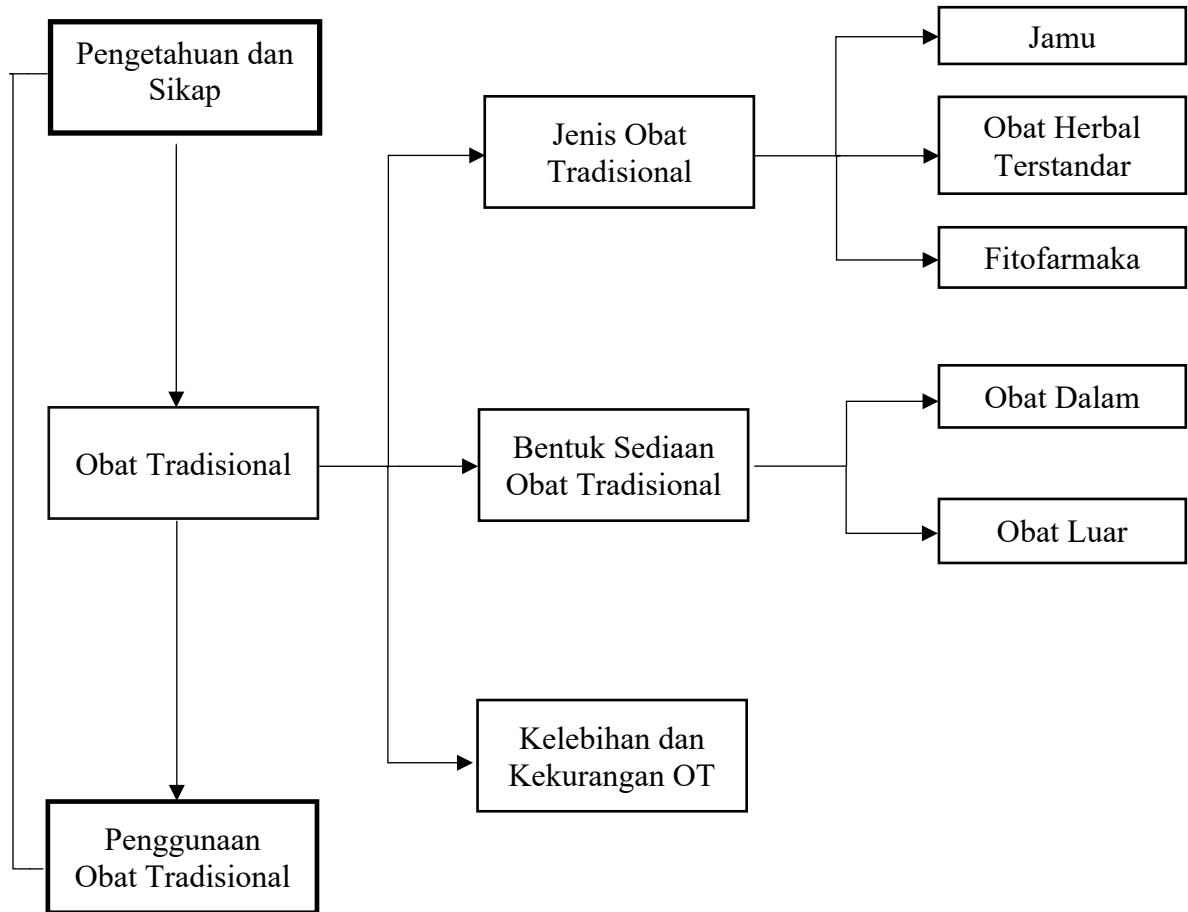 Pengetahuan dan
Sikap
Jenis Obat
Tradisional
Jamu
Obat Herbal
Terstandar
Fitofarmaka
Obat Tradisional
Bentuk Sediaan
Obat Tradisional
Obat Dalam
Obat Luar
Kelebihan dan
Kekurangan OT
Penggunaan
Obat Tradisional